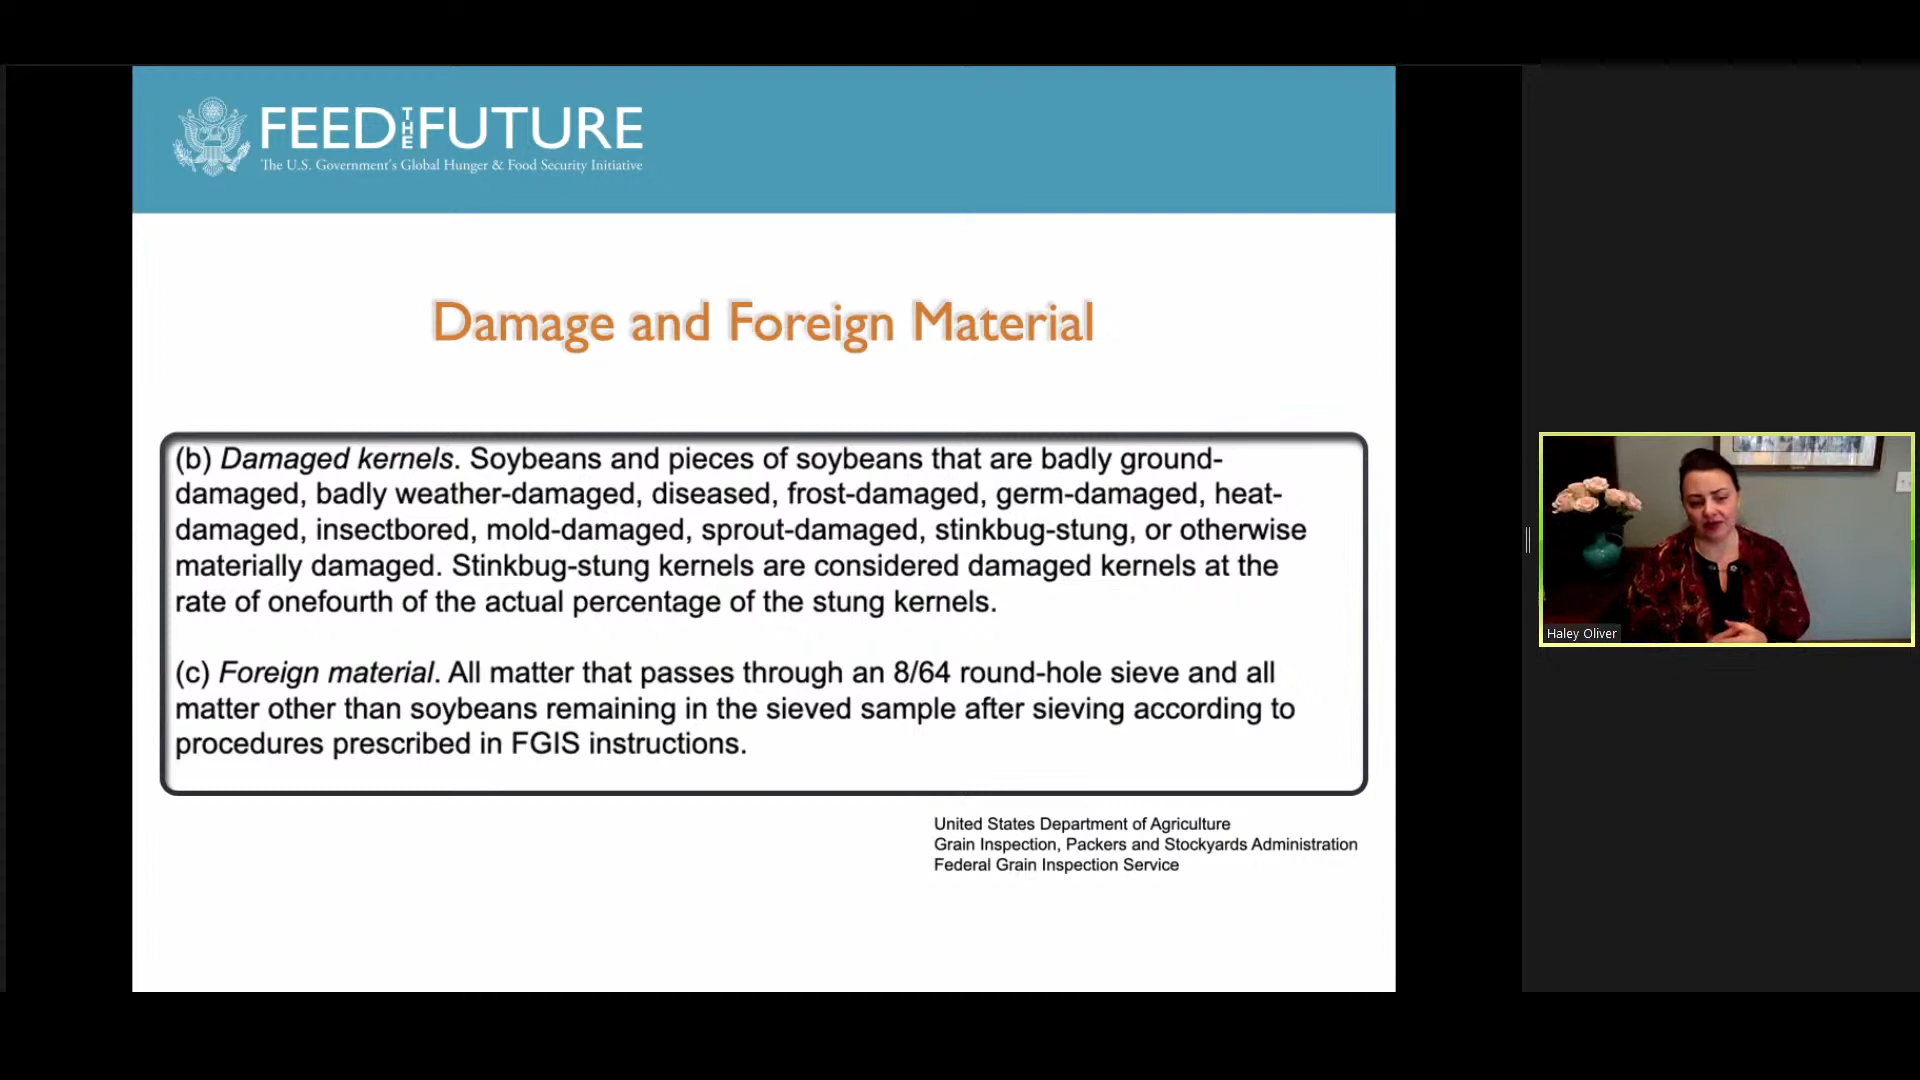 FEED THE FUTURE
The U.S. Government's Global Hunger & Food Security Initiative
Damage and Foreign Material
(b) Damaged kernels. Soybeans and pieces of soybeans that are badly ground-
damaged, badly weather-damaged, diseased, frost-damaged, germ-damaged, heat-
damaged, insectbored, mold-damaged, sprout-damaged, stinkbug-stung, or otherwise
materially damaged. Stinkbug-stung kernels are considered damaged kernels at the
rate of onefourth of the actual percentage of the stung kernels.
(c) Foreign material. All matter that passes through an 8/64 round-hole sieve and all
matter other than soybeans remaining in the sieved sample after sieving according to
procedures prescribed in FGIS instructions.
United States Department of Agriculture
Grain Inspection, Packers and Stockyards Administration
Federal Grain Inspection Service
Haley Oliver